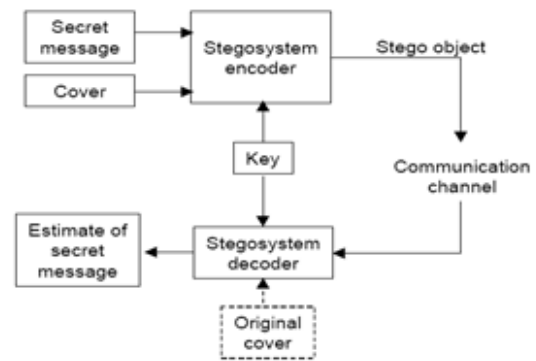 Secret
message
Stegosystem
encoder
Stego object
Cover
Key
Communication
channel
Estimate of
secret
message
Stegosystem
decoder
Original
cover